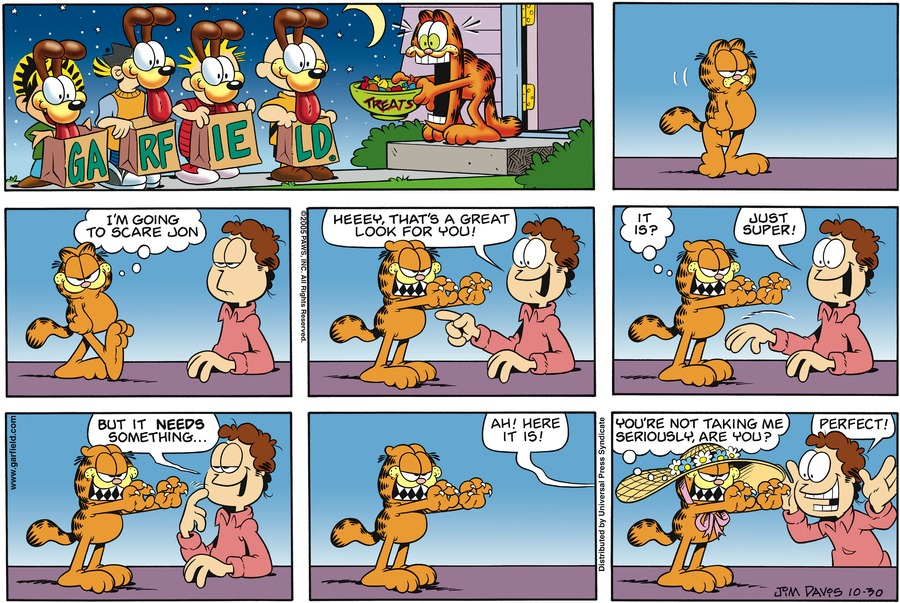 GA
RF
IE
LD
®
TREATS
I'M GOING
TO SCARE JON
©2005 PAWS, INC. All Rights Reserved.
HEEEY, THAT'S A GREAT
LOOK FOR YOU!
IT
IS?
JUST
SUPER!
www.garfield.com
BUT IT NEEDS
SOMETHING...
AH! HERE
IT IS!
Distributed by Universal Press Syndicate
YOU'RE NOT TAKING ME
SERIOUSLY, ARE YOU?
PERFECT!
JIM DAVIS 10-30